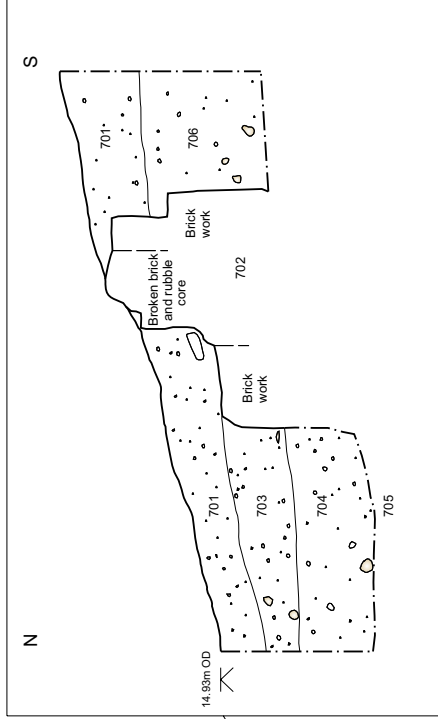 N
S
701
706
Broken brick
and rubble
core
Brick
work
702
Brick
work
701
703
704
705
14.93m OD